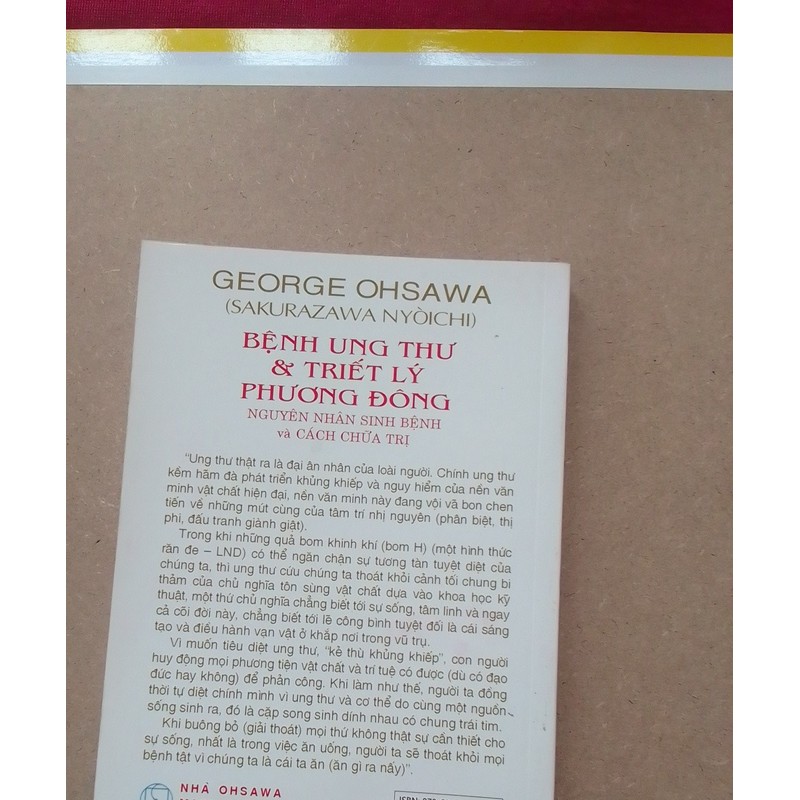 GEORGE OHSAWA
(SAKURAZAWA NYÒICHI)
BỆNH UNG THƯ
& TRIẾT LÝ
PHƯƠNG ĐÔNG
NGUYÊN NHÂN SINH BỆNH
và CÁCH CHỮA TRỊ
"Ung thư thật ra là đại ân nhân của loài người. Chính ung thư
kềm hãm đà phát triển khủng khiếp và nguy hiểm của nền văn
minh vật chất hiện đại, nền văn minh này đang vội vã bon chen
tiến về những mút cùng của tâm trí nhị nguyên (phân biệt, thị
phi, đấu tranh giành giật).
Trong khi những quả bom khinh khí (bom H) (một hình thức
răn đe – LND) có thể ngăn chận sự tương tàn tuyệt diệt của
chúng ta, thì ung thư cứu chúng ta thoát khỏi cảnh tối chung bi
thảm của chủ nghĩa tôn sùng vật chất dựa vào khoa học kỹ
thuật, một thứ chủ nghĩa chẳng biết tới sự sống, tâm linh và ngay
cả cõi đời này, chẳng biết tới lẽ công bình tuyệt đối là cái sáng
tạo và điều hành vạn vật ở khắp nơi trong vũ trụ.
Vì muốn tiêu diệt ung thư, "kẻ thù khủng khiếp", con người
huy động mọi phương tiện vật chất và trí tuệ có được (dù có đạo
đức hay không) để phản công. Khi làm như thế, người ta đồng
thời tự diệt chính mình vì ung thư và cơ thể do cùng một nguồn
sống sinh ra, đó là cặp song sinh dính nhau có chung trái tim.
Khi buông bỏ (giải thoát) mọi thứ không thật sự cần thiết cho
sự sống, nhất là trong việc ăn uống, người ta sẽ thoát khỏi mọi
bệnh tật vì chúng ta là cái ta ăn (ăn gì ra nấy)".
NHÀ OHSAWA
ISBN